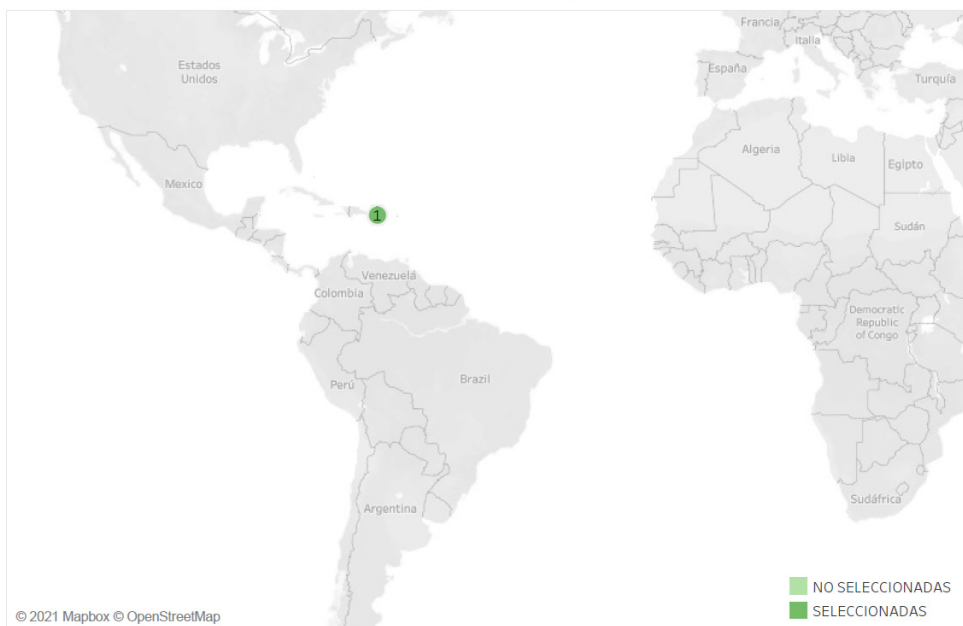 Francia
Italia
Estados
Unidos
España
Turquía
Algeria
Libia
Egipto
Mexico
1
Sudán
Venezuela
Colombia
Democratic
Republic
of Congo
Perú
Brazil
Argentina
Sudáfrica
NO SELECCIONADAS
SELECCIONADAS
© 2021 Mapbox © OpenStreetMap